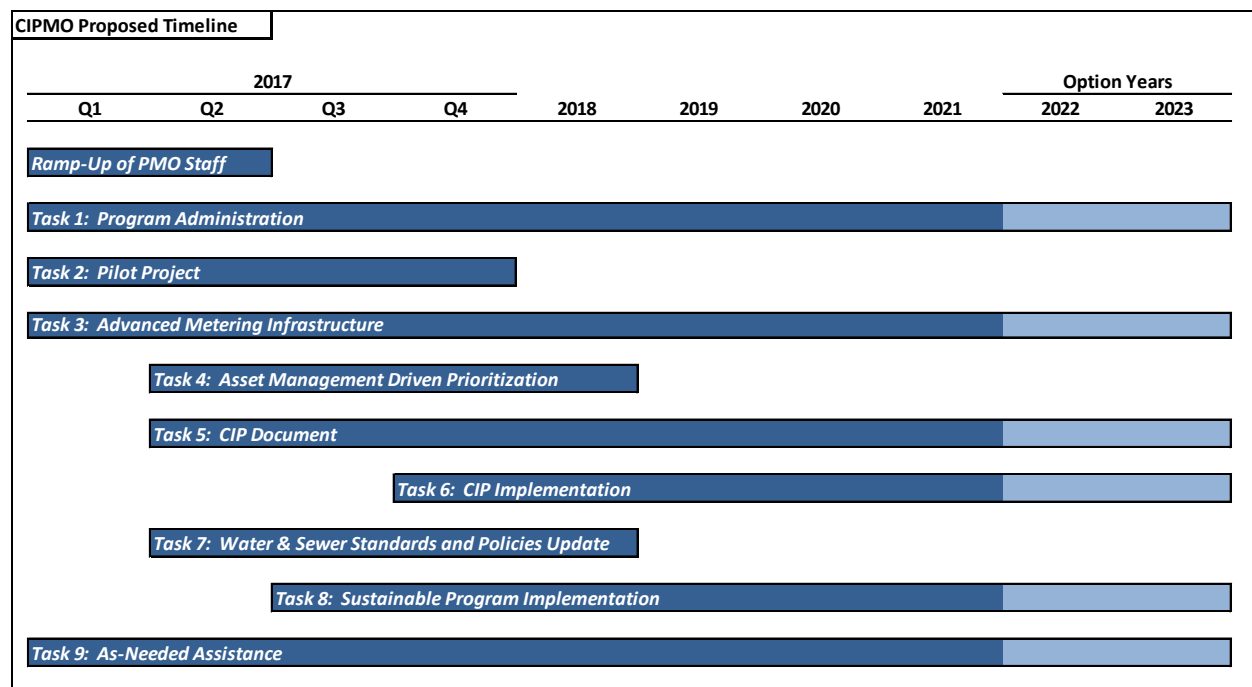 CIPMO Proposed Timeline
2017 Option Years
Q1 Q2 Q3 Q4 2018 2019 2020 2021 2022 2023
Ramp-Up of PMO Staff
Task 1: Program Administration
Task 2: Pilot Project
Task 3: Advanced Metering Infrastructure
Task 4: Asset Management Driven Prioritization
Task 5: CIP Document
Task 6: CIP Implementation
Task 7: Water & Sewer Standards and Policies Update
Task 8: Sustainable Program Implementation
Task 9: As-Needed Assistance